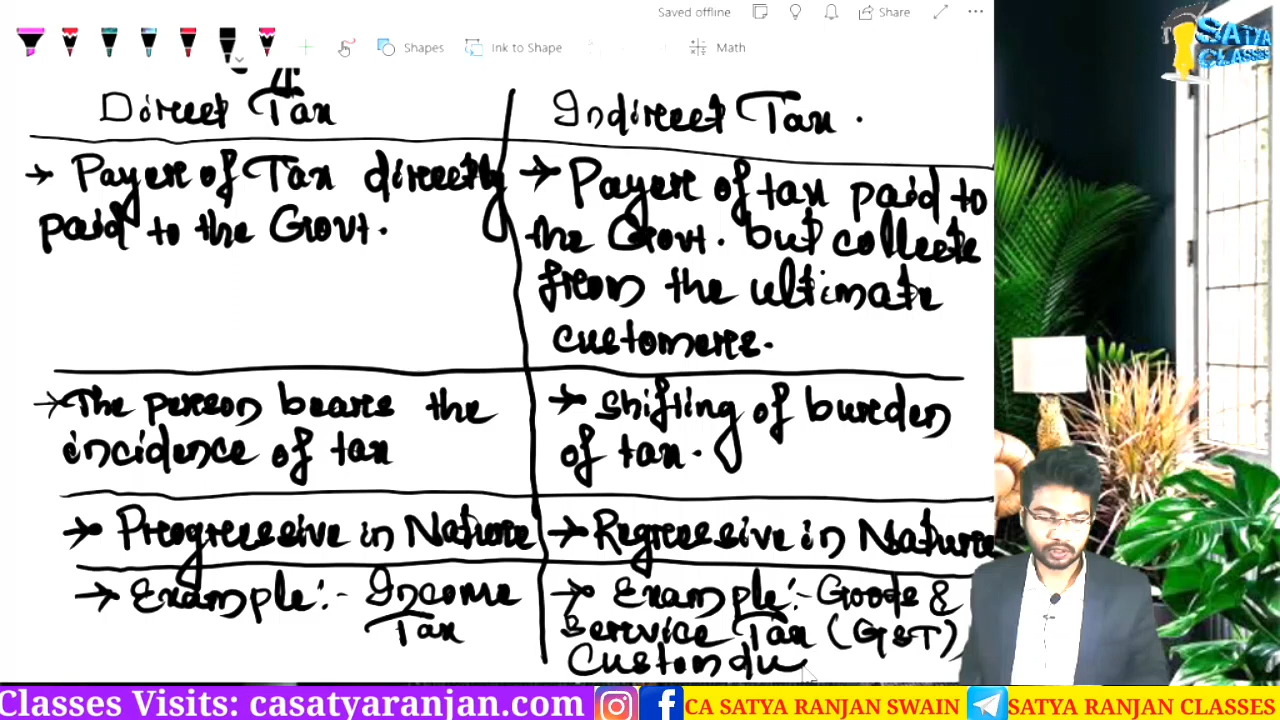 Saved offline
Share
Shapes
Ink to Shape
Math
SATYA
CLASSES
Direct Tax
Indirect Tax.
→ Payer of Tax directly
paid to the Govt.
→ Payer of tax paid to
the Govt. but collects
from the ultimate
customers.
→ The person bears the
incidence of tax
→ Shifting of burden
of tax.
→ Progressive in Nature
→ Regressive in Nature
→ Example:- Income
Tax
→ Example:- Goods &
Service Tax (GST)
Custom du
Classes Visits: casatyaranjan.com
CA SATYA RANJAN SWAIN
SATYA RANJAN CLASSES